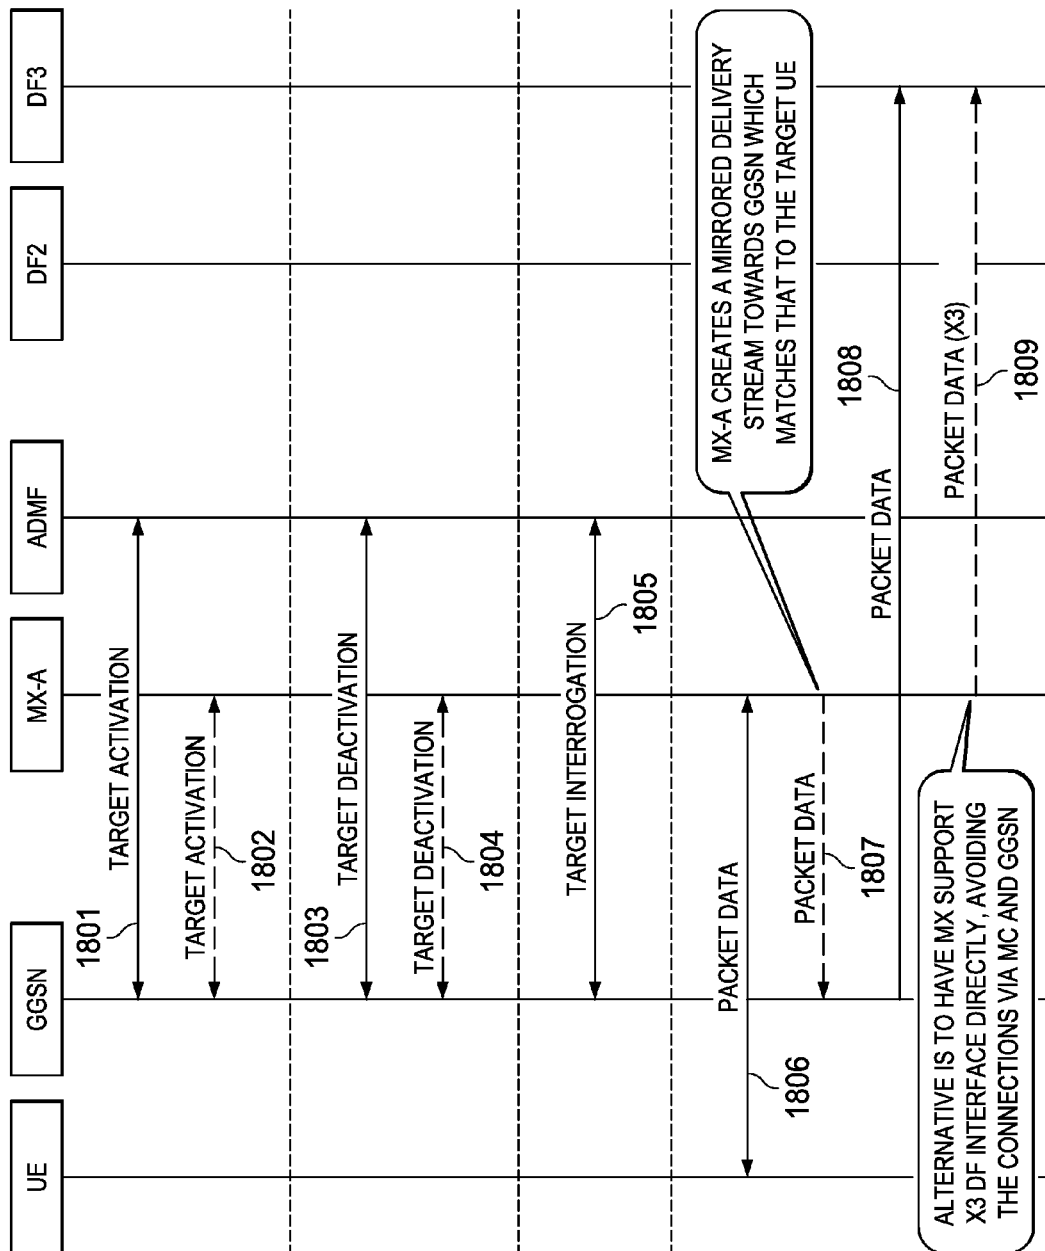 UE
GGSN
MX-A
ADMF
DF2
DF3
TARGET ACTIVATION
1801
TARGET ACTIVATION
1802
TARGET DEACTIVATION
1803
TARGET DEACTIVATION
1804
TARGET INTERROGATION
1805
PACKET DATA
1806
MX-A CREATES A MIRRORED DELIVERY
STREAM TOWARDS GGSN WHICH
MATCHES THAT TO THE TARGET UE
PACKET DATA
1807
PACKET DATA
1808
PACKET DATA (X3)
1809
ALTERNATIVE IS TO HAVE MX SUPPORT
X3 DF INTERFACE DIRECTLY, AVOIDING
THE CONNECTIONS VIA MC AND GGSN